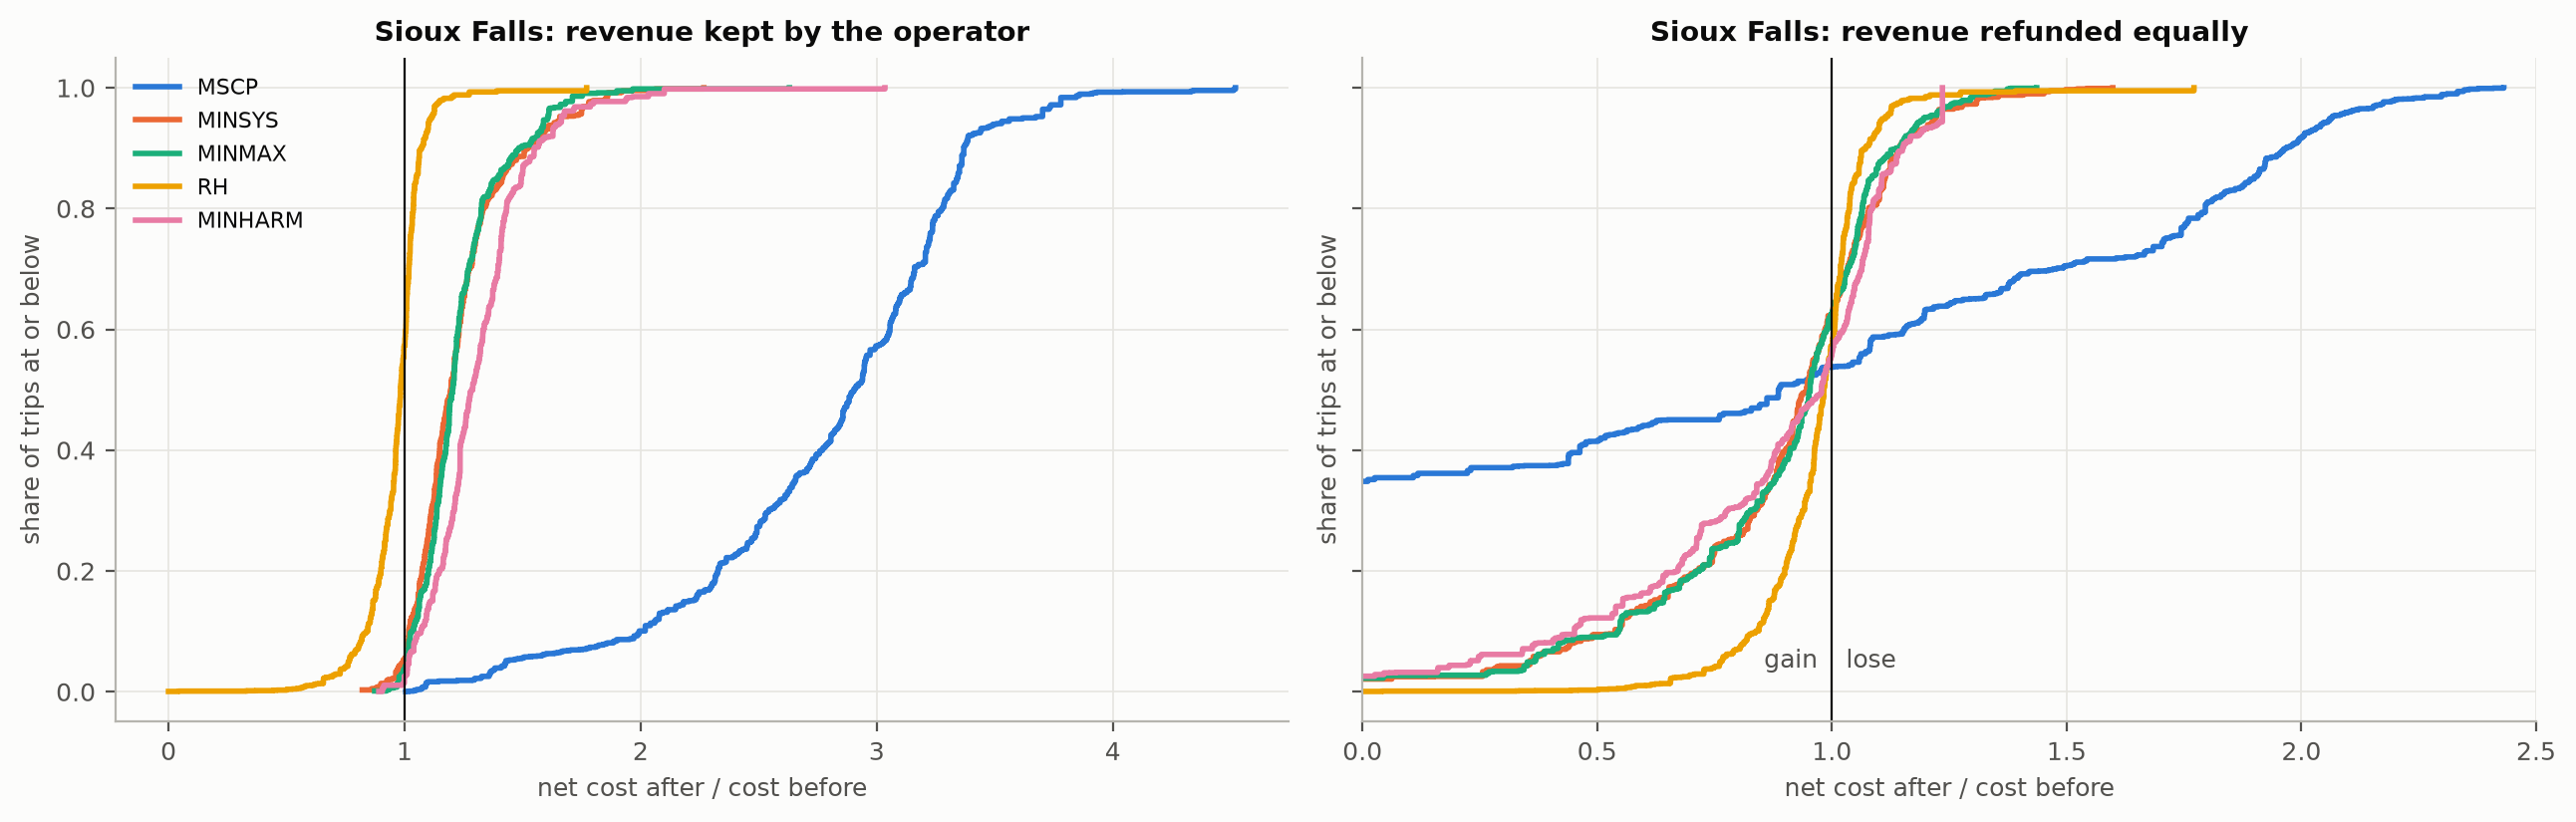 Sioux Falls: revenue kept by the operator
MSCP
MINSYS
MINMAX
RH
MINHARM
1.0
0.8
0.6
0.4
0.2
0.0
share of trips at or below
0 1 2 3 4
net cost after / cost before
Sioux Falls: revenue refunded equally
share of trips at or below
gain lose
0.0 0.5 1.0 1.5 2.0 2.5
net cost after / cost before